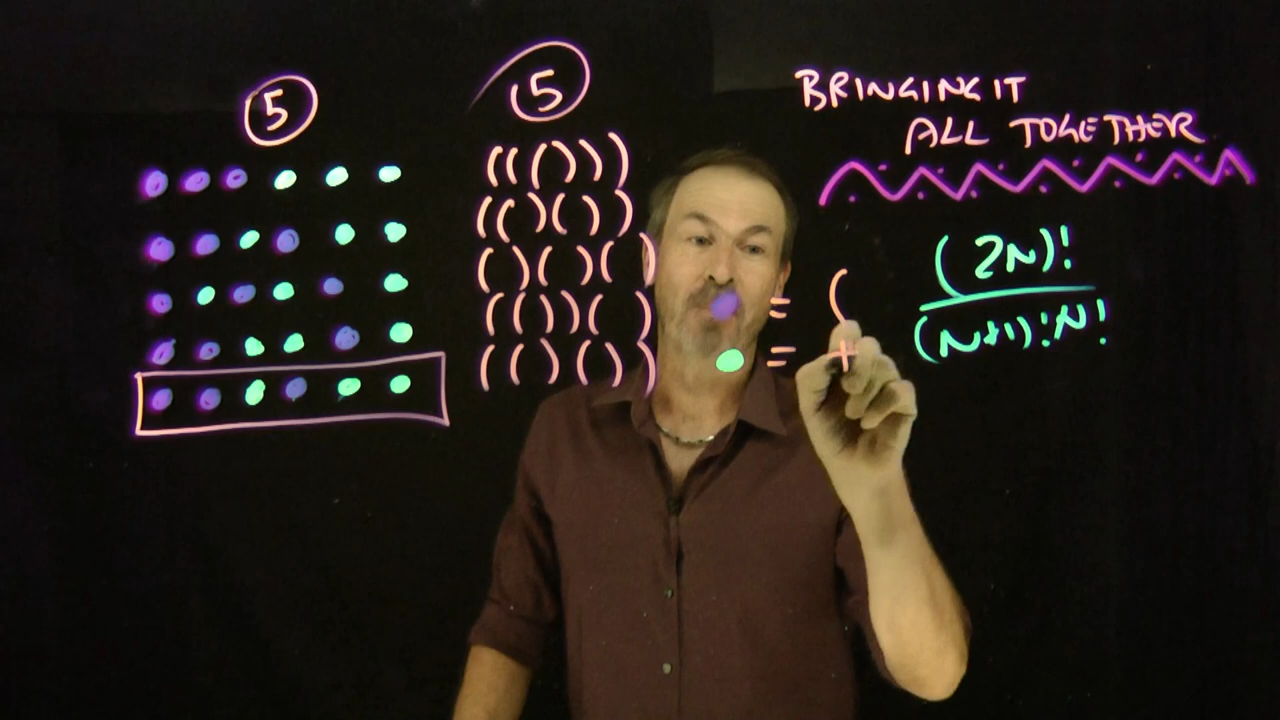 5
5
BRINGING IT
ALL TOGETHER
((()))
(()())
()()()
(())()
(()())
= (
= +
(2N)!
(N+1)!N!